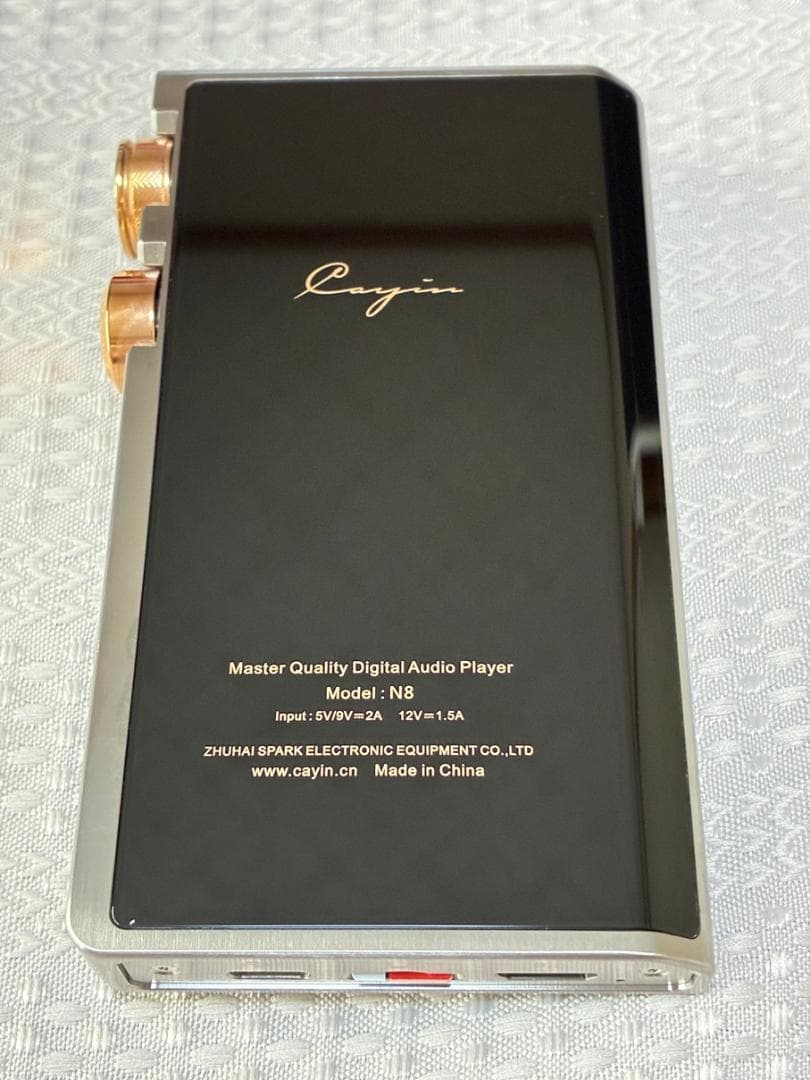 Cayin
Master Quality Digital Audio Player
Model : N8
Input : 5V/9V⎓2A 12V⎓1.5A
ZHUHAI SPARK ELECTRONIC EQUIPMENT CO.,LTD
www.cayin.cn Made in China